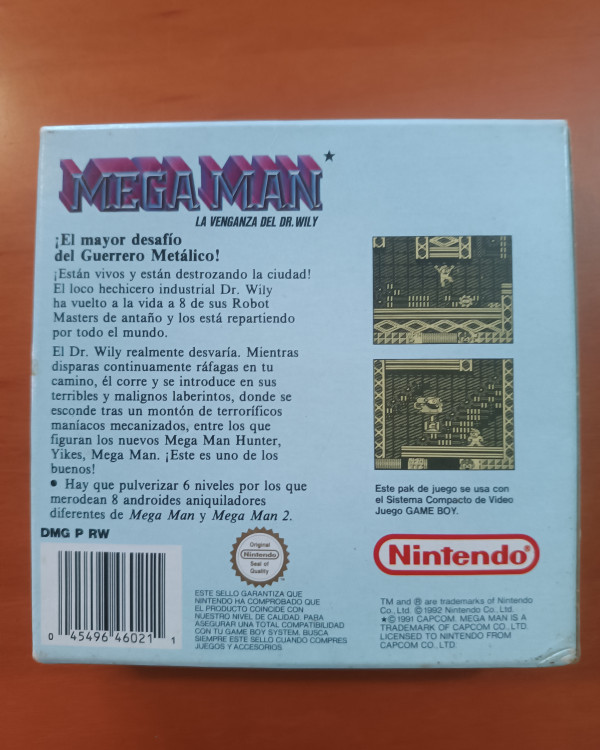 MEGA MAN★
LA VENGANZA DEL DR. WILY
¡El mayor desafío
del Guerrero Metálico!
¡Están vivos y están destrozando la ciudad!
El loco hechicero industrial Dr. Wily
ha vuelto a la vida a 8 de sus Robot
Masters de antaño y los está repartiendo
por todo el mundo.
El Dr. Wily realmente desvaría. Mientras
disparas continuamente ráfagas en tu
camino, él corre y se introduce en sus
terribles y malignos laberintos, donde se
esconde tras un montón de terroríficos
maníacos mecanizados, entre los que
figuran los nuevos Mega Man Hunter,
Yikes, Mega Man. ¡Este es uno de los
buenos!
● Hay que pulverizar 6 niveles por los que
merodean 8 androides aniquiladores
diferentes de Mega Man y Mega Man 2.
DMG P RW
0 45496 46021 1
Original
Nintendo
Seal of
Quality
ESTE SELLO GARANTIZA QUE
NINTENDO HA COMPROBADO QUE
EL PRODUCTO COINCIDE CON
NUESTRO NIVEL DE CALIDAD. PARA
ASEGURAR UNA TOTAL COMPATIBILIDAD
CON TU GAME BOY SYSTEM, BUSCA
SIEMPRE ESTE SELLO CUANDO COMPRES
JUEGOS Y ACCESORIOS
Este pak de juego se usa con
el Sistema Compacto de Video
Juego GAME BOY.
Nintendo®
TM and ® are trademarks of Nintendo
Co., Ltd. ©1992 Nintendo Co., Ltd.
★©1991 CAPCOM. MEGA MAN IS A
TRADEMARK OF CAPCOM CO., LTD.
LICENSED TO NINTENDO FROM
CAPCOM CO., LTD.